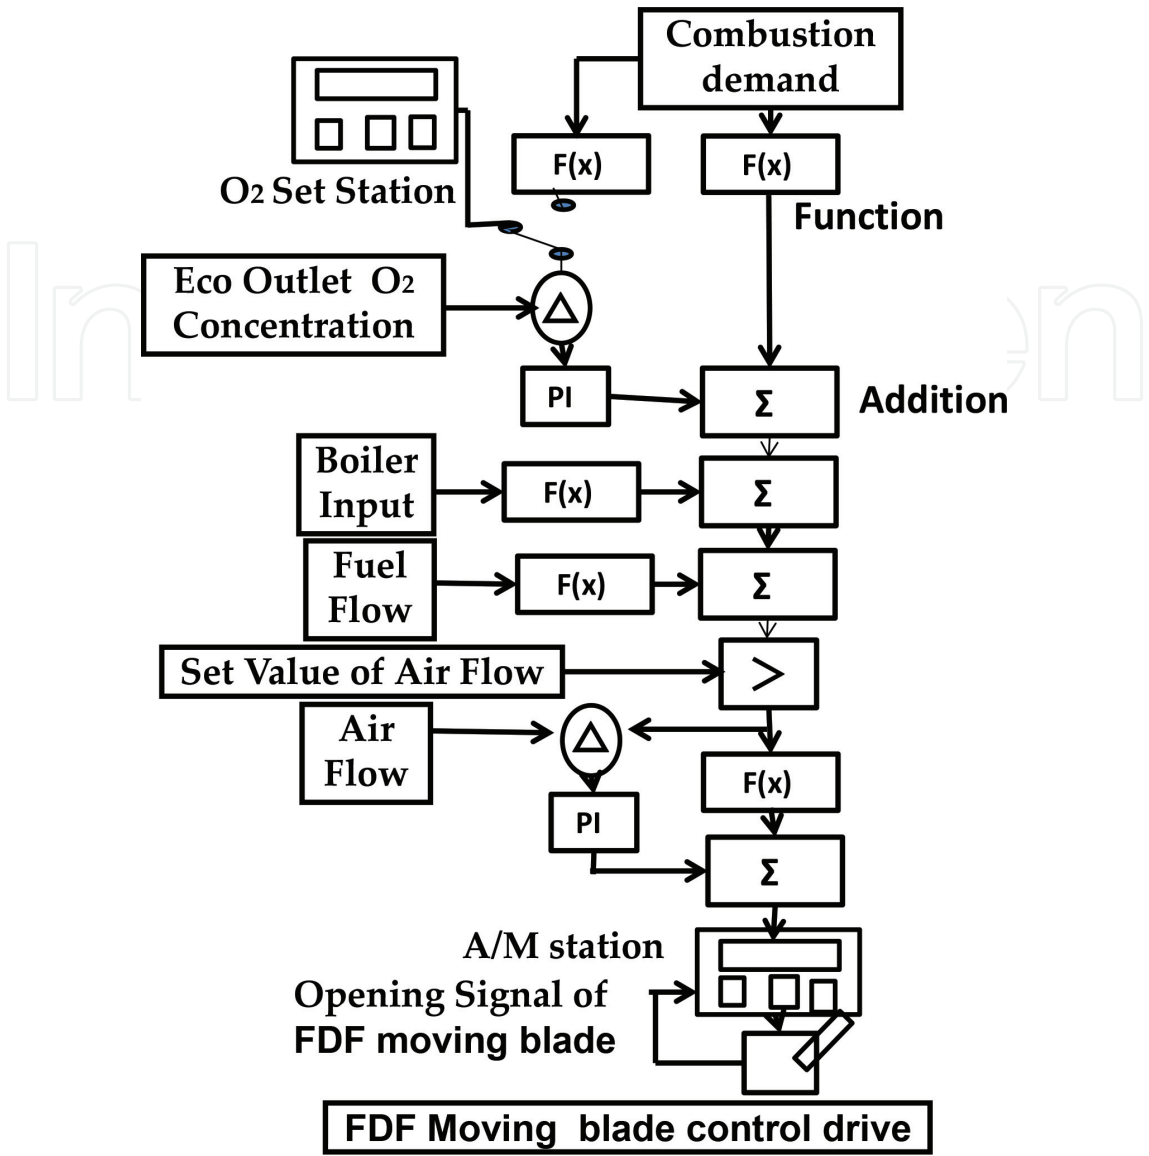 Combustion
demand
F(x)
F(x)
O2 Set Station
Function
Eco Outlet O2
Concentration
Δ
PI
Σ
Addition
Boiler
Input
F(x)
Σ
Fuel
Flow
F(x)
Σ
Set Value of Air Flow
>
Air
Flow
Δ
F(x)
PI
Σ
A/M station
Opening Signal of
FDF moving blade
FDF Moving blade control drive